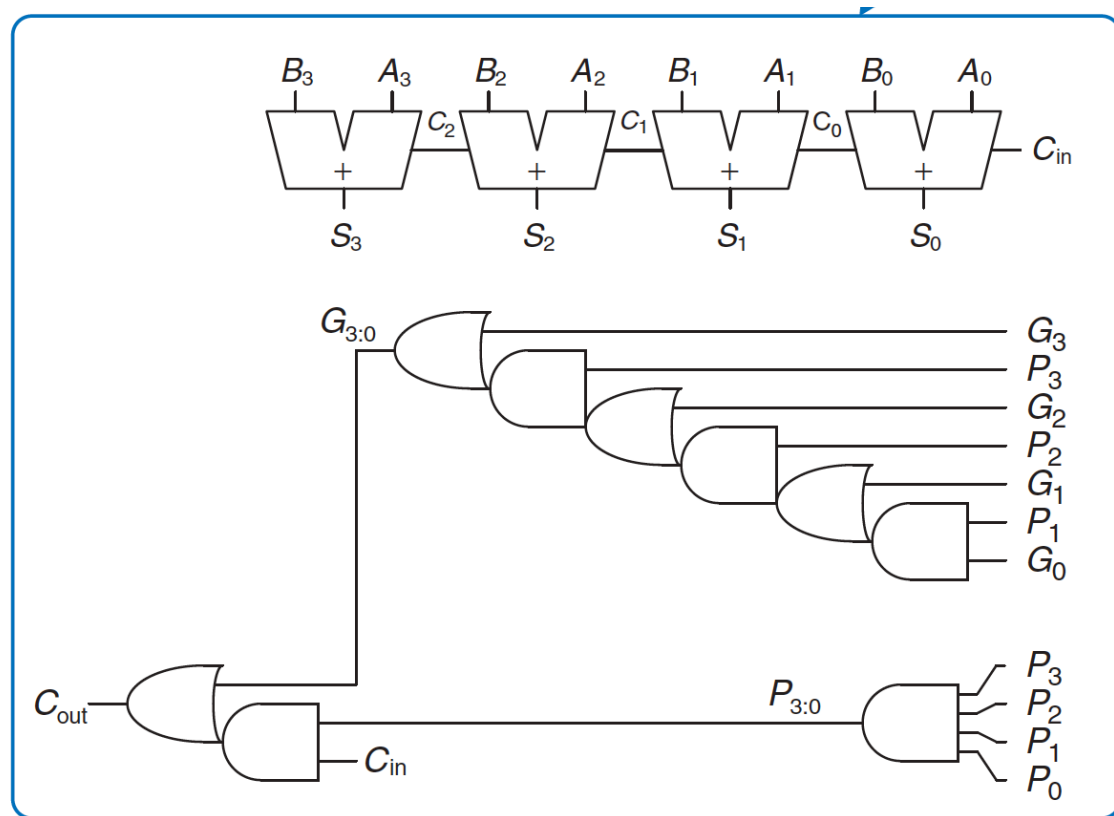 B3 A3 B2 A2 B1 A1 B0 A0
C2 C1 C0 Cin
+ + + +
S3 S2 S1 S0
G3:0 G3
P3
G2
P2
G1
P1
G0
P3
Cout P3:0 P2
P1
Cin P0